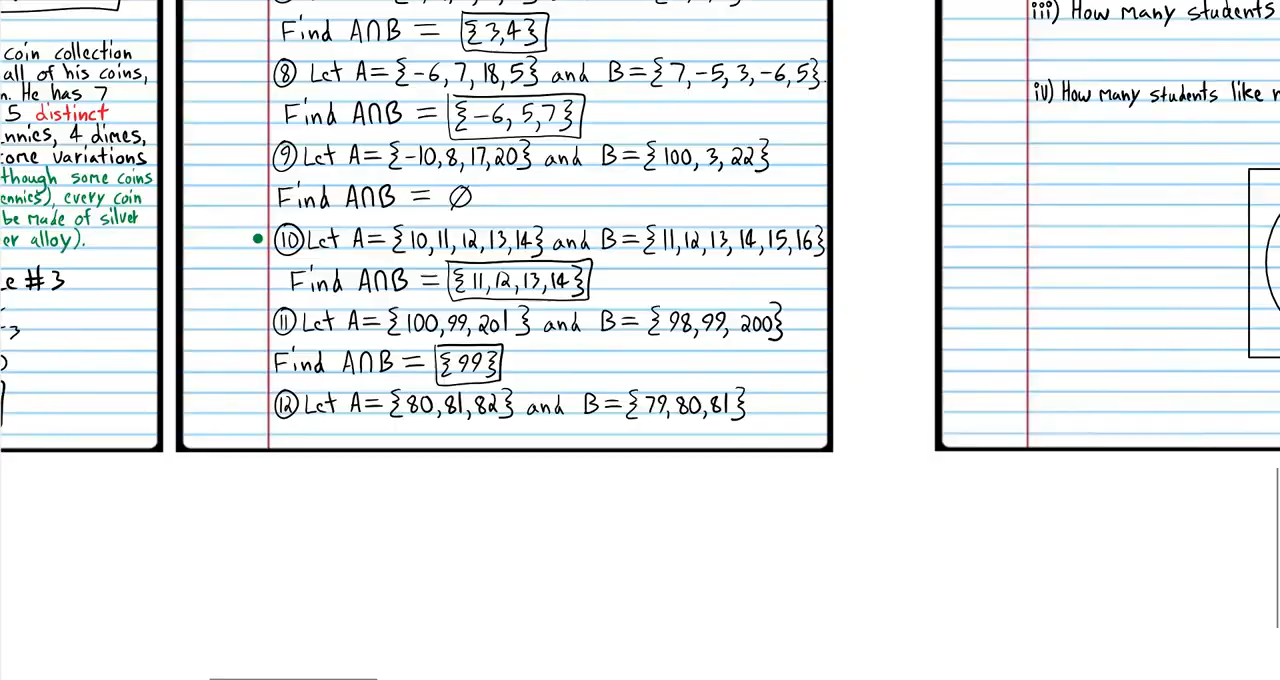 coin collection
all of his coins,
n. He has 7
5 distinct
nnies, 4 dimes,
ome variations
though some coins
ennies), every coin
be made of silver
er alloy).
e #3
Find A∩B = {3,4}
⑧ Let A={-6,7,18,5} and B={7,-5,3,-6,5}.
Find A∩B = {-6,5,7}
⑨ Let A={-10,8,17,20} and B={100,3,22}
Find A∩B = ∅
• ⑩ Let A={10,11,12,13,14} and B={11,12,13,14,15,16}
Find A∩B = {11,12,13,14}
⑪ Let A={100,99,201} and B={98,99,200}
Find A∩B = {99}
⑫ Let A={80,81,82} and B={79,80,81}
iii) How many students
iv) How many students like